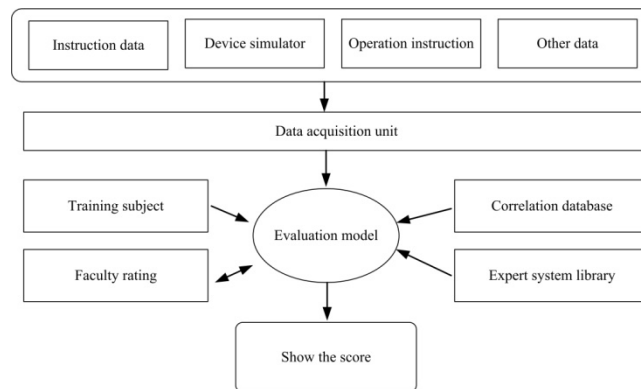 Instruction data
Device simulator
Operation instruction
Other data
Data acquisition unit
Training subject
Correlation database
Evaluation model
Faculty rating
Expert system library
Show the score